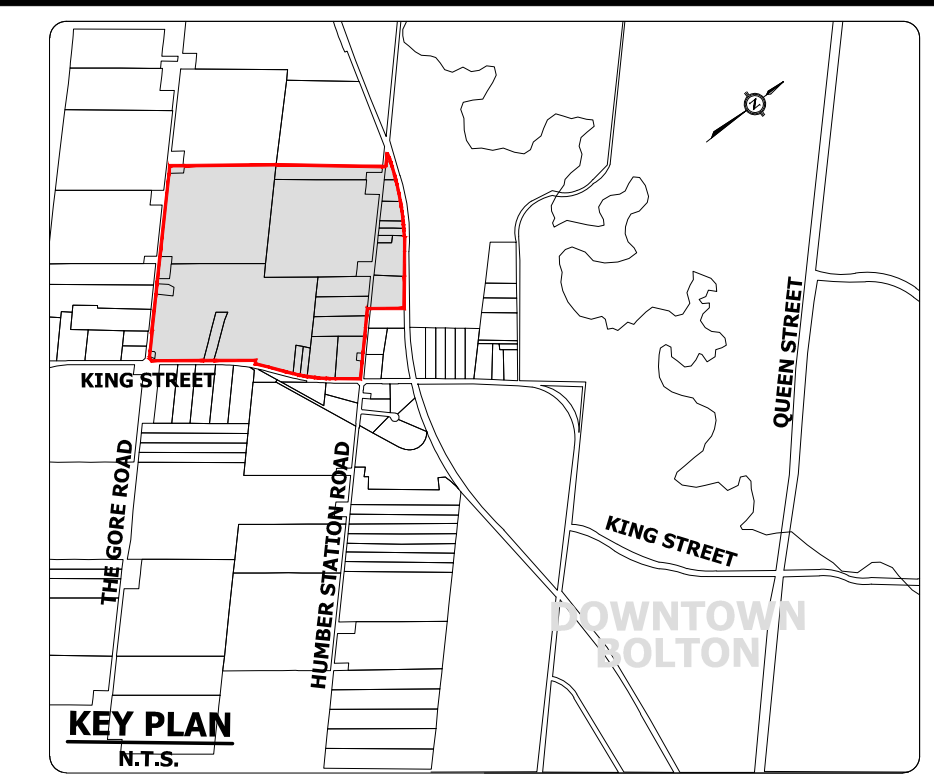 N
QUEEN STREET
KING STREET
THE GORE ROAD
HUMBER STATION ROAD
KING STREET
DOWNTOWN
BOLTON
KEY PLAN
N.T.S.